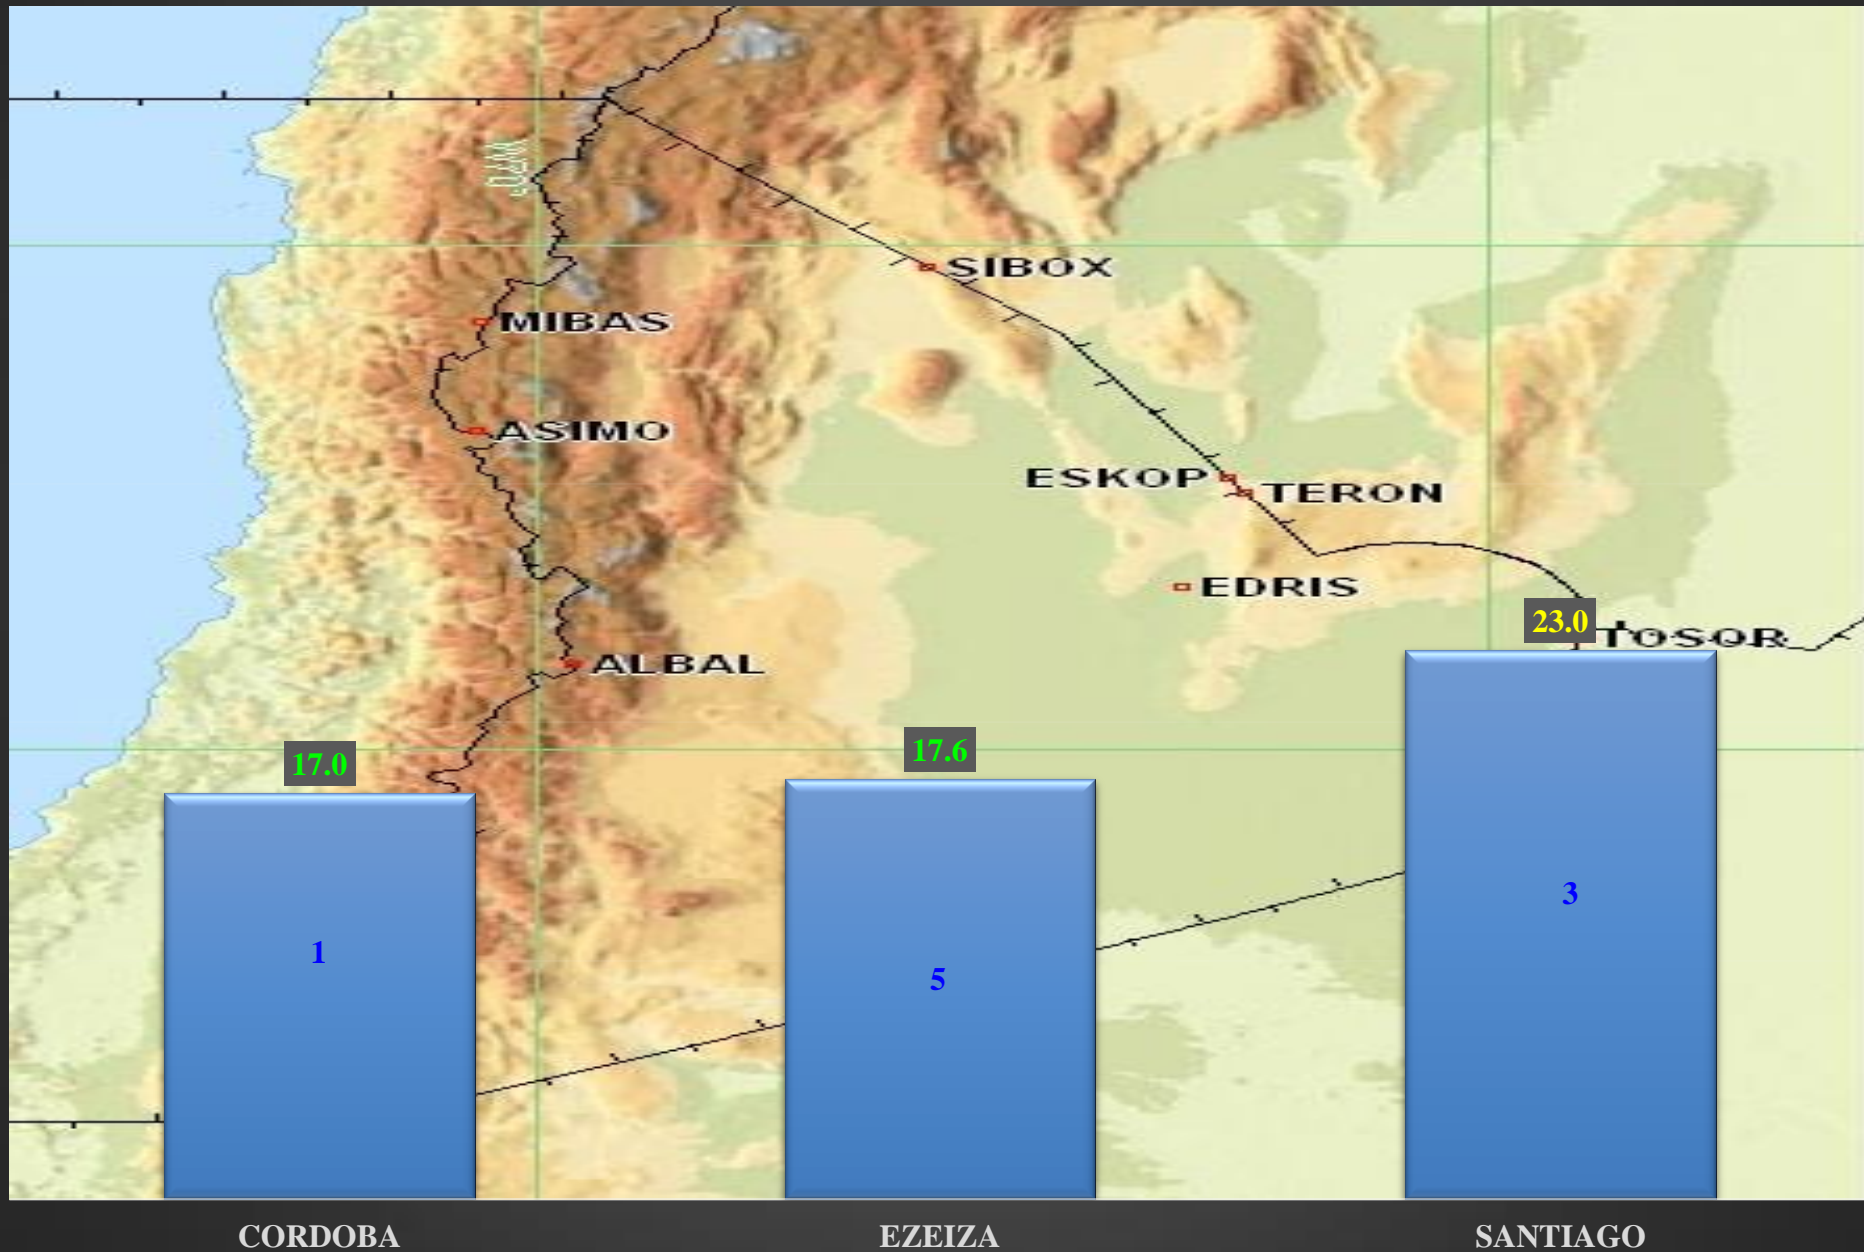 SIBOX
MIBAS
ASIMO
ESKOP
TERON
EDRIS
23.0
TOSOR
ALBAL
17.0
17.6
1
5
3
CORDOBA
EZEIZA
SANTIAGO